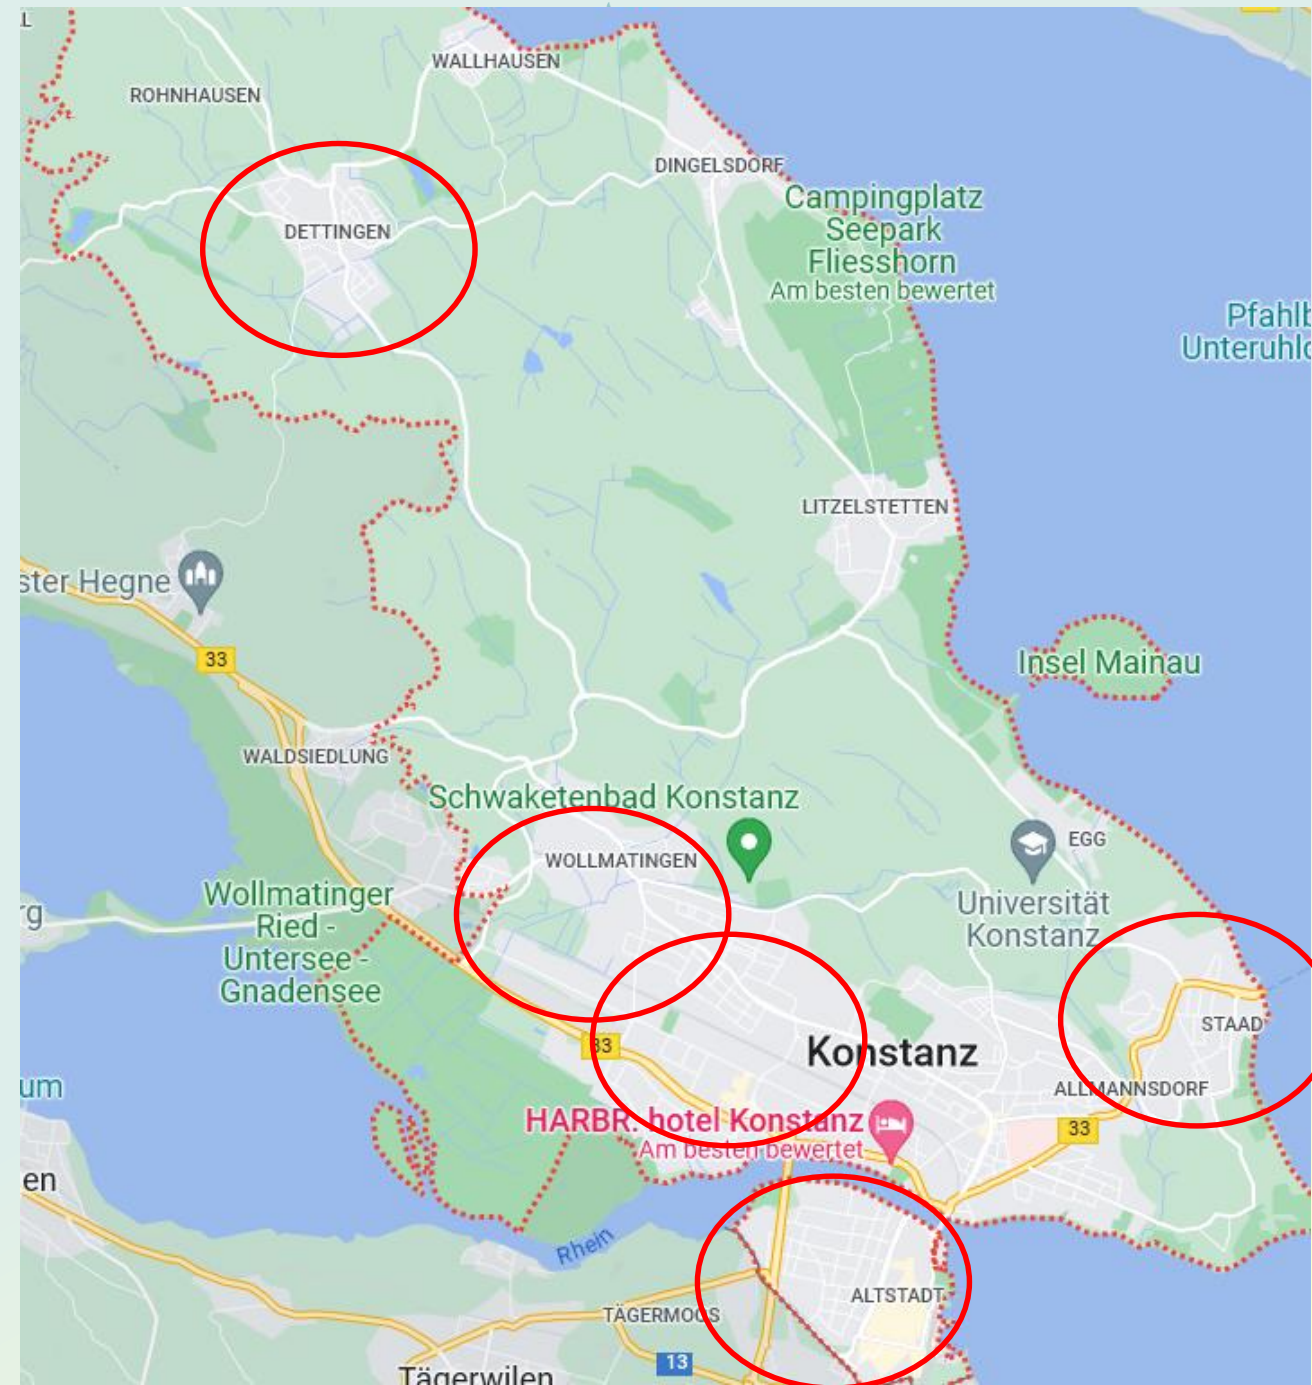 WALLHAUSEN
ROHNHAUSEN
DINGELSDORF
Campingplatz
Seepark
Fliesshorn
Am besten bewertet
DETTINGEN
Pfahlb
Unteruhld
LITZELSTETTEN
ster Hegne
33
Insel Mainau
WALDSIEDLUNG
Schwaketenbad Konstanz
EGG
WOLLMATINGEN
Wollmatinger
Ried -
Untersee -
Gnadensee
Universität
Konstanz
rg
STAAD
33
Konstanz
um
ALLMANNSDORF
HARBR. hotel Konstanz
Am besten bewertet
33
en
Rhein
ALTSTADT
TÄGERMOOS
13
Tägerwilen